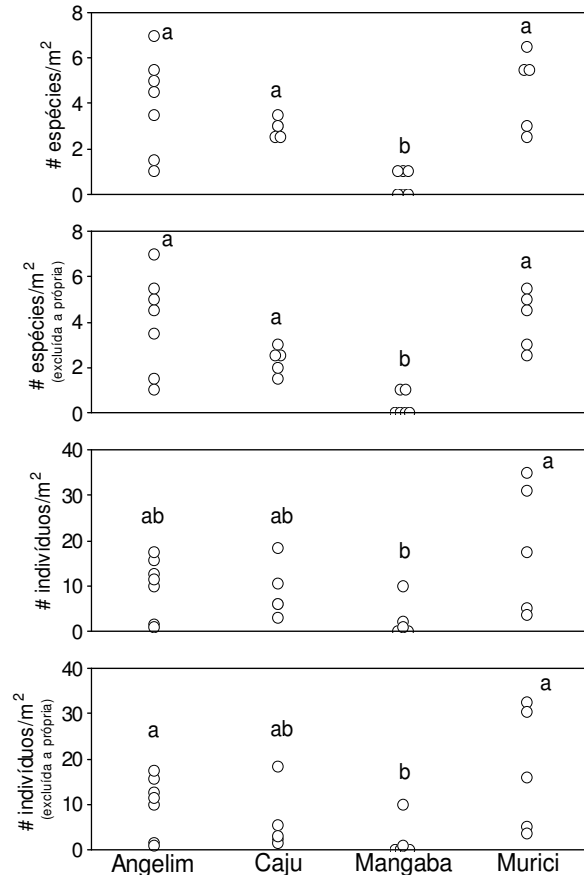 # espécies/m²
8
6
4
2
0
a
a
b
a
# espécies/m²
(excluída a própria)
8
6
4
2
0
a
a
b
a
# indivíduos/m²
40
30
20
10
0
ab
ab
b
a
# indivíduos/m²
(excluída a própria)
40
30
20
10
0
a
ab
b
a
Angelim Caju Mangaba Murici